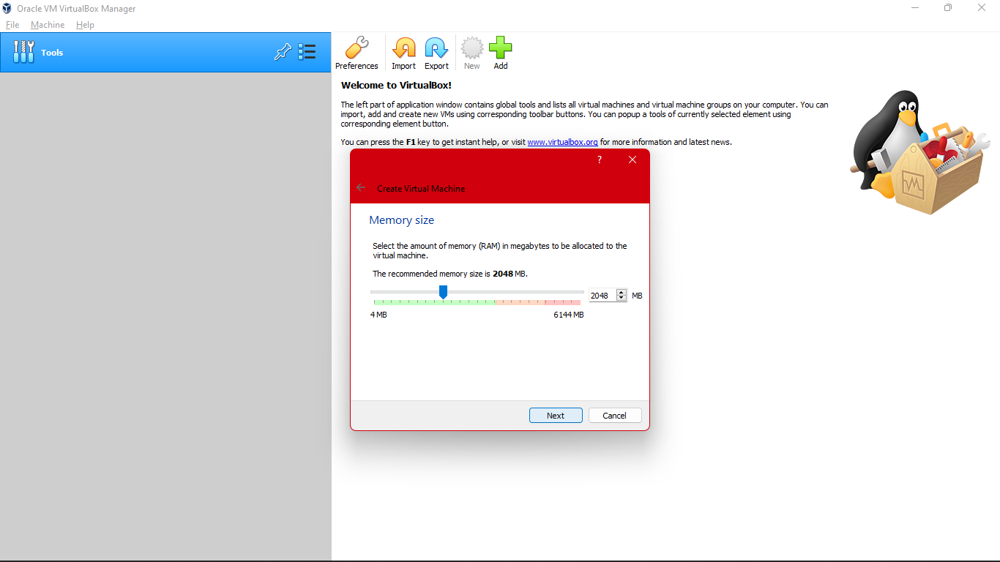 Oracle VM VirtualBox Manager
File Machine Help
Tools
Preferences Import Export New Add
Welcome to VirtualBox!
The left part of application window contains global tools and lists all virtual machines and virtual machine groups on your computer. You can
import, add and create new VMs using corresponding toolbar buttons. You can popup a tools of currently selected element using
corresponding element button.
You can press the F1 key to get instant help, or visit www.virtualbox.org for more information and latest news.
?
Create Virtual Machine
Memory size
Select the amount of memory (RAM) in megabytes to be allocated to the
virtual machine.
The recommended memory size is 2048 MB.
2048 MB
4 MB 6144 MB
Next Cancel